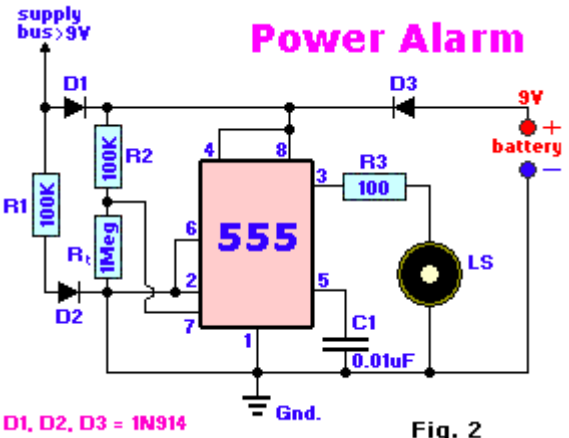 supply
bus>9V
Power Alarm
D1
D3
9V
+
battery
−
4
8
100K
R2
R3
3
100
R1
100K
555
6
Rt
1Meg
2
5
LS
D2
7
1
C1
0.01uF
Gnd.
D1, D2, D3 = 1N914
Fig. 2